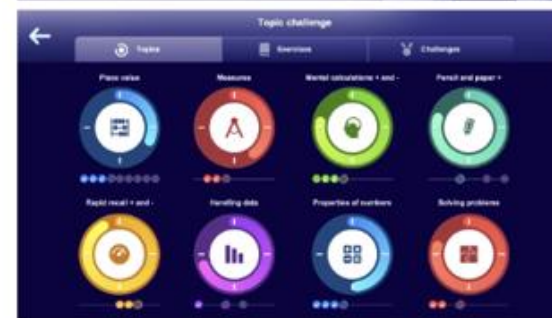 Topic challenge
Topics
Exercises
Challenges
Place value
Measures
Mental calculations + and -
Pencil and paper +
Rapid recall + and -
Handling data
Properties of numbers
Solving problems